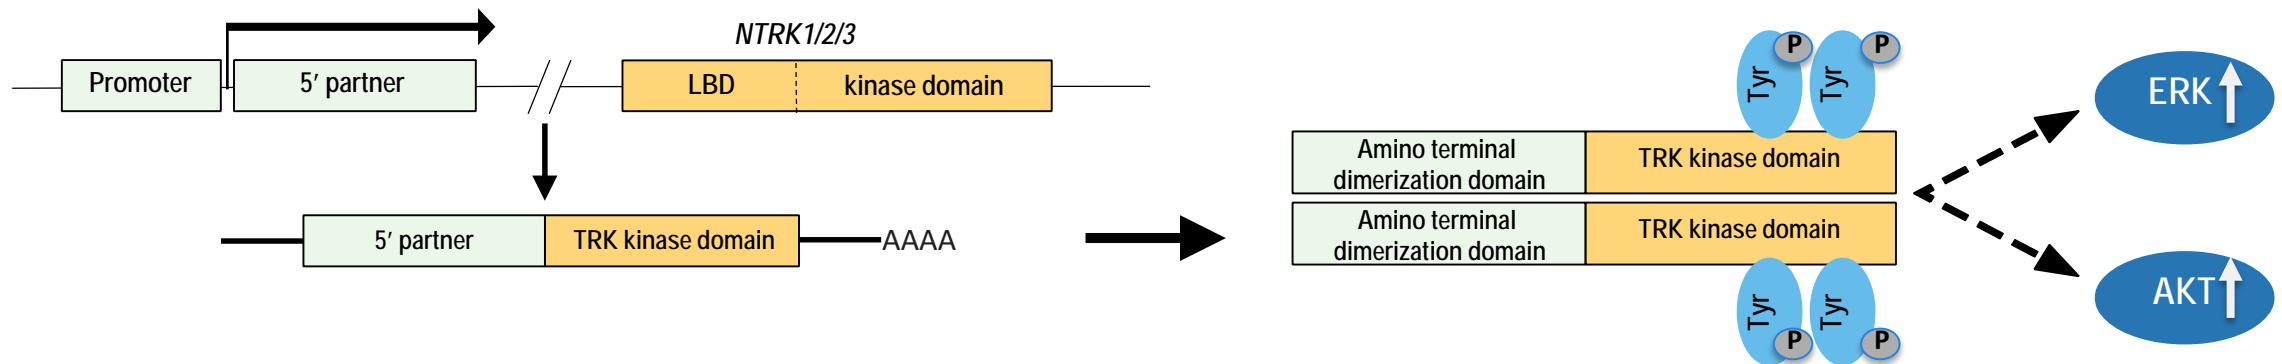 NTRK1/2/3
Promoter
5' partner
LBD
kinase domain
5' partner
TRK kinase domain
AAAA
Tyr
P
Tyr
P
Amino terminal
dimerization domain
TRK kinase domain
Amino terminal
dimerization domain
TRK kinase domain
Tyr
P
Tyr
P
ERK
AKT